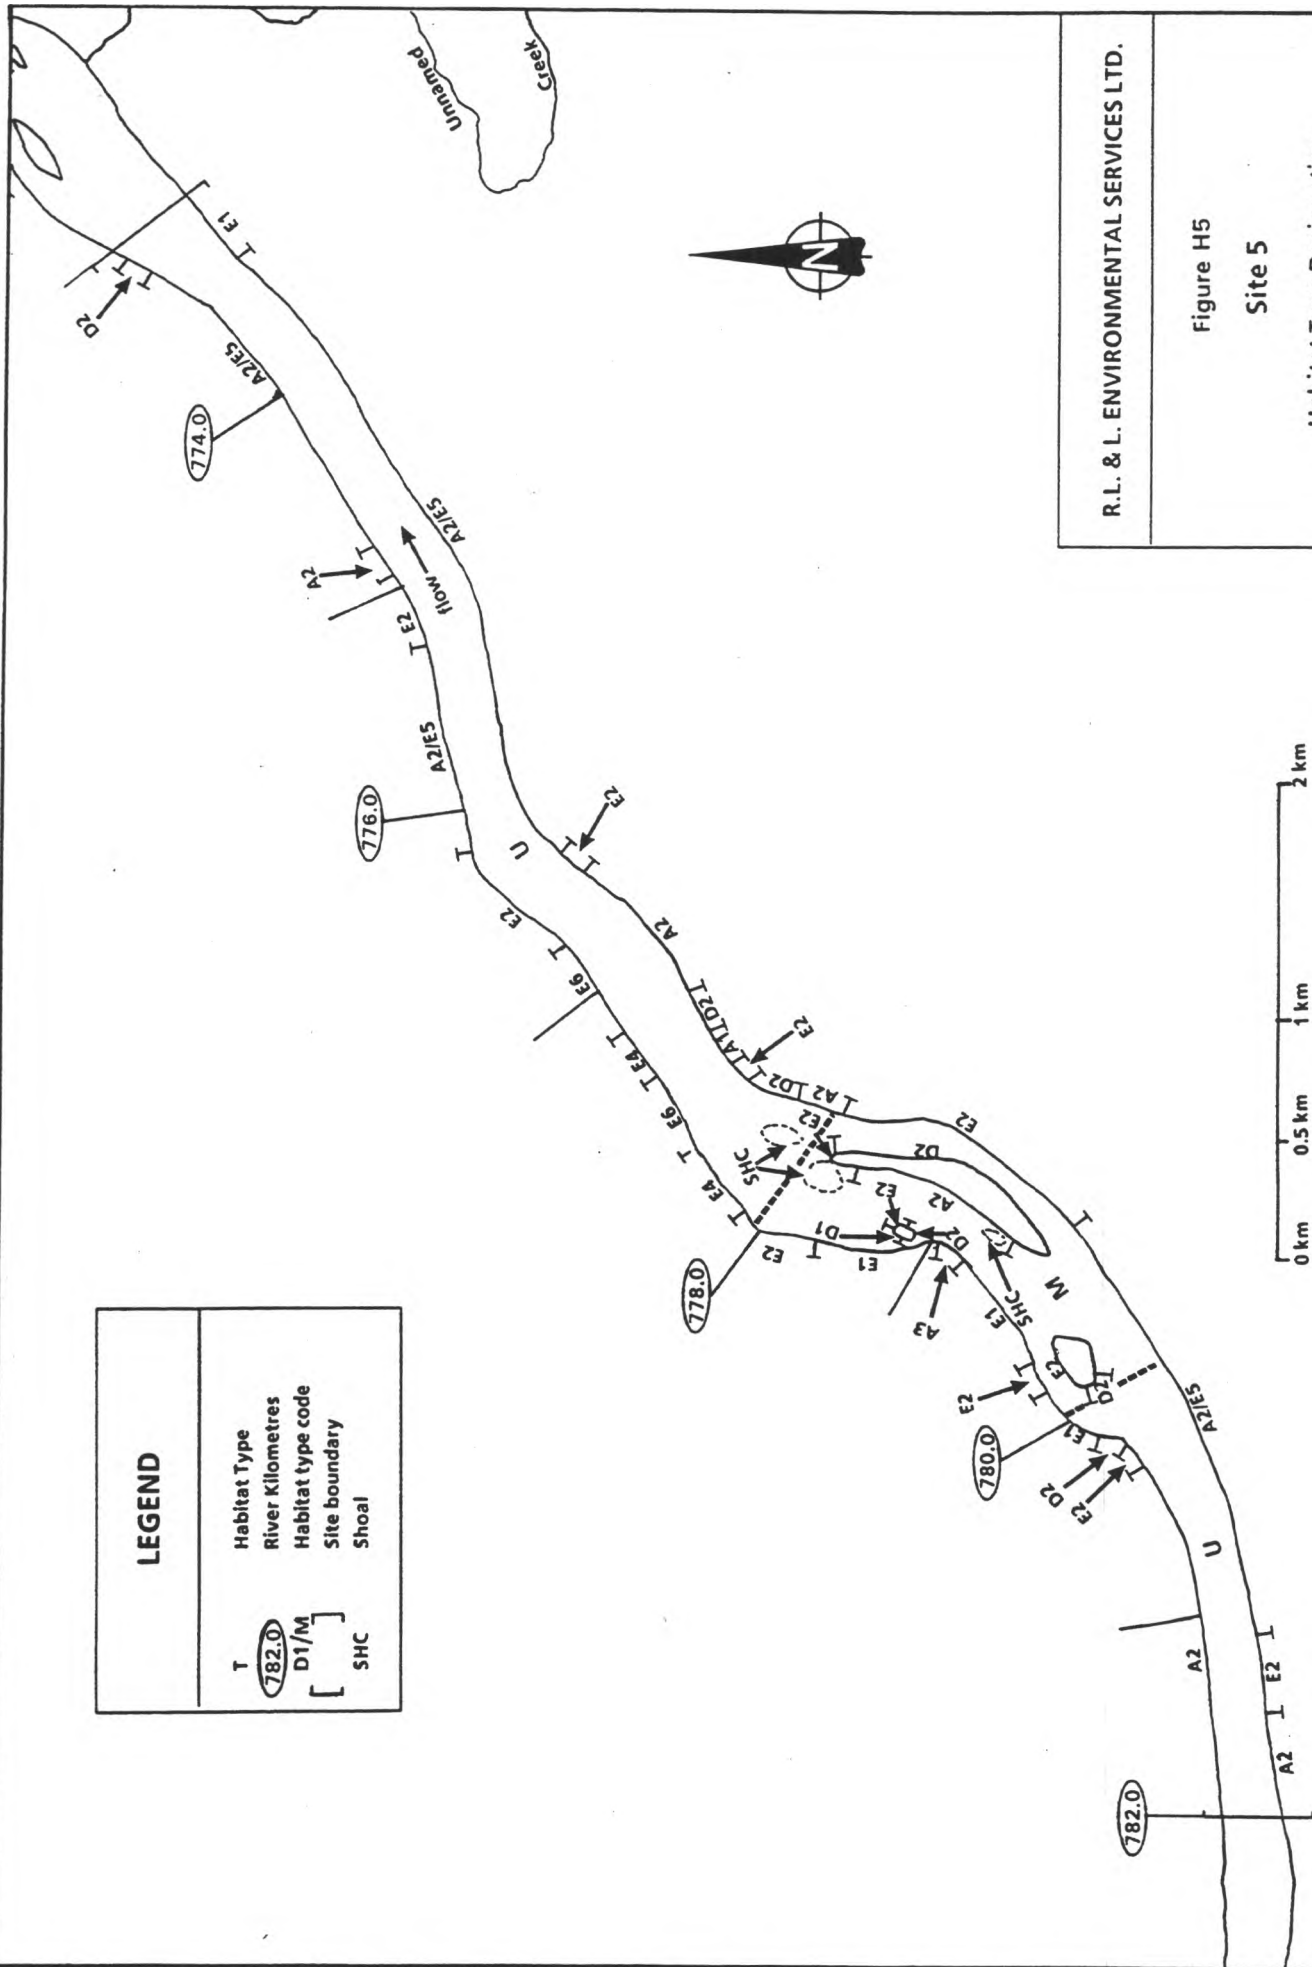 Unnamed
Creek
E1
D2
A2/E5
774.0
A2/E5
A2
flow
E2
N
A2/E5
776.0
U
E2
E2
E6
A2
D2
A1
E2
E4
E6
D2
A2
E4
SHC
E2
E2
D2
778.0
E2
D1
E2
A2
E1
D2
A3
SHC
M
E1
E2
E2
D2
A2/E5
780.0
E1
D2
E2
U
A2
E2
A2
782.0
0 km
0.5 km
1 km
2 km
LEGEND
T Habitat Type
782.0 River Kilometres
D1/M Habitat type code
[ ] Site boundary
SHC Shoal
R.L. & L. ENVIRONMENTAL SERVICES LTD.
Figure H5
Site 5